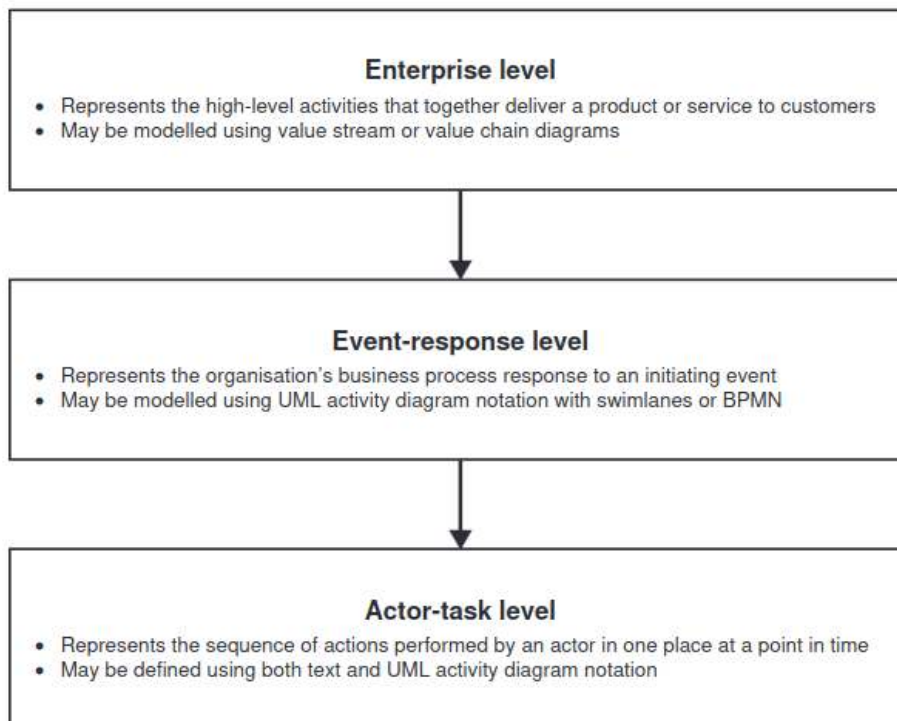 Enterprise level
• Represents the high-level activities that together deliver a product or service to customers
• May be modelled using value stream or value chain diagrams
Event-response level
• Represents the organisation’s business process response to an initiating event
• May be modelled using UML activity diagram notation with swimlanes or BPMN
Actor-task level
• Represents the sequence of actions performed by an actor in one place at a point in time
• May be defined using both text and UML activity diagram notation